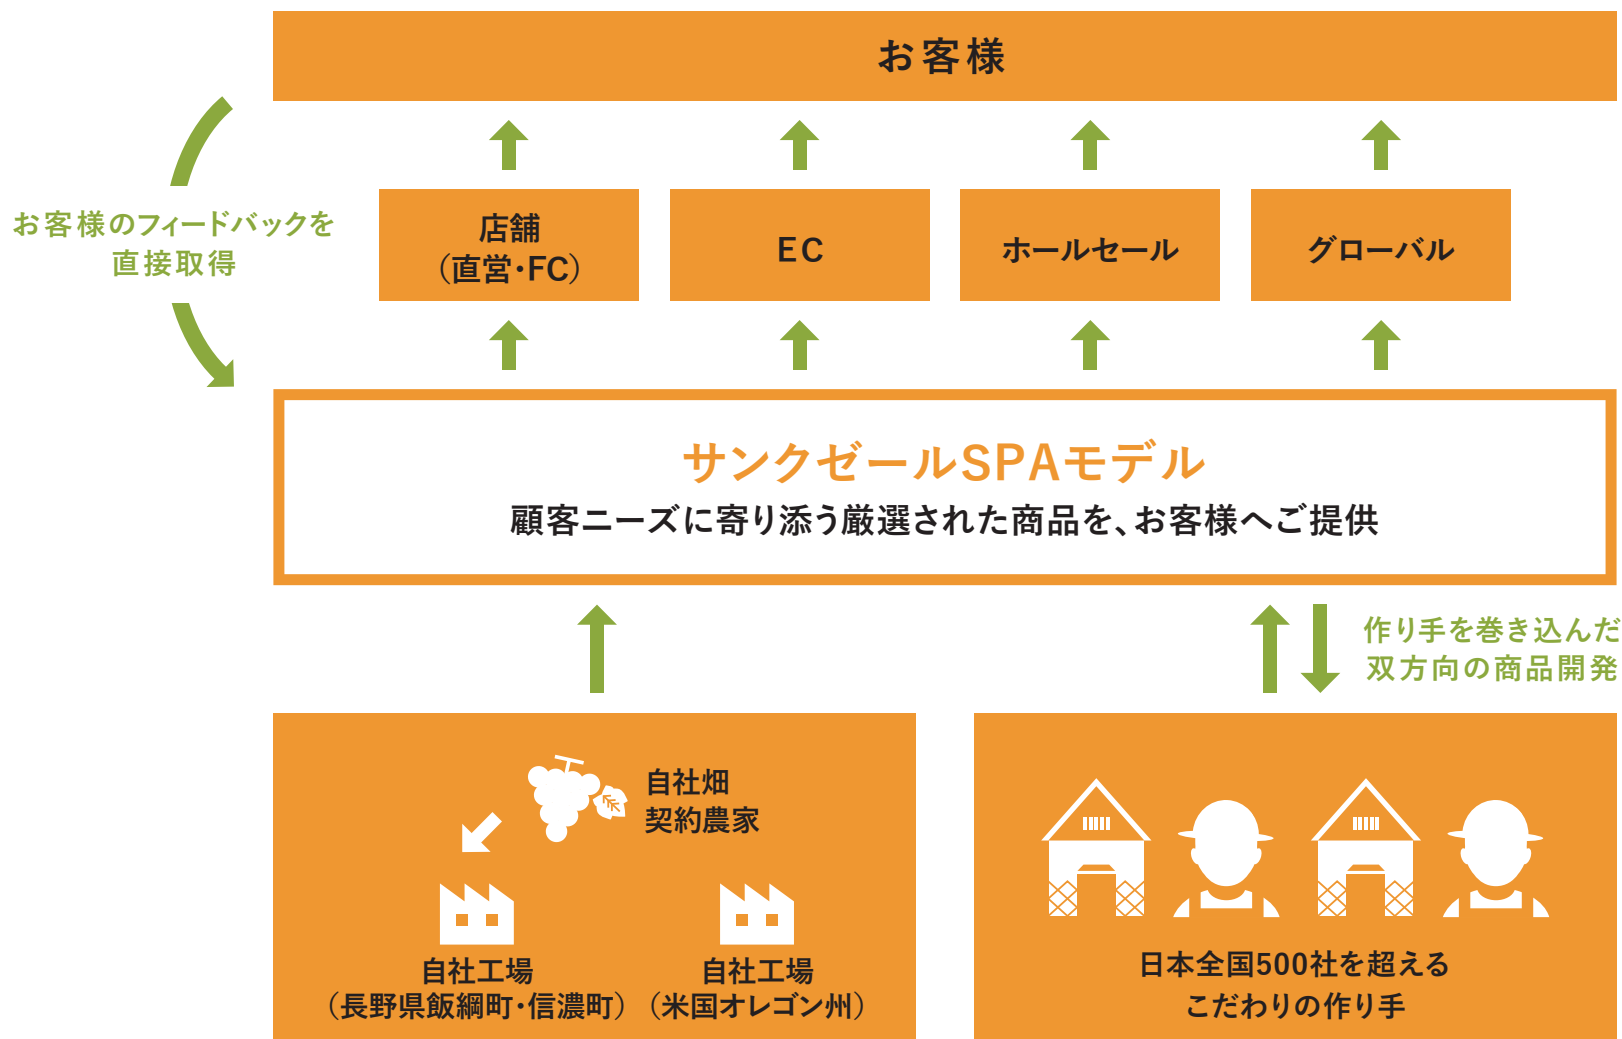 お客様
お客様のフィードバックを
直接取得
店舗
（直営・FC）
EC
ホールセール
グローバル
サンクゼールSPAモデル
顧客ニーズに寄り添う厳選された商品を、お客様へご提供
作り手を巻き込んだ
双方向の商品開発
自社畑
契約農家
自社工場
（長野県飯綱町・信濃町）
自社工場
（米国オレゴン州）
日本全国500社を超える
こだわりの作り手